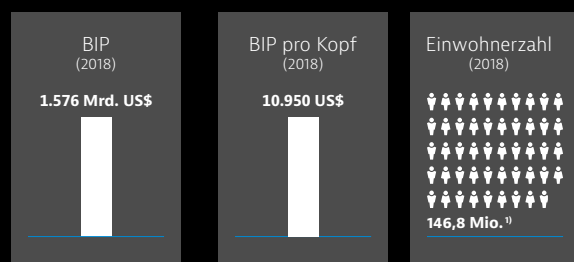 BIP
(2018)
1.576 Mrd. US$
BIP pro Kopf
(2018)
10.950 US$
Einwohnerzahl
(2018)
146,8 Mio. 1)